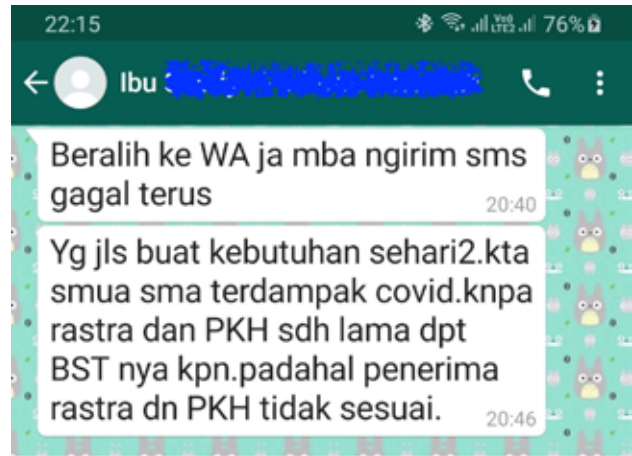 22:15 76%
Ibu
Beralih ke WA ja mba ngirim sms
gagal terus
20:40
Yg jls buat kebutuhan sehari2.kta
smua sma terdampak covid.knpa
rastra dan PKH sdh lama dpt
BST nya kpn.padahal penerima
rastra dn PKH tidak sesuai.
20:46